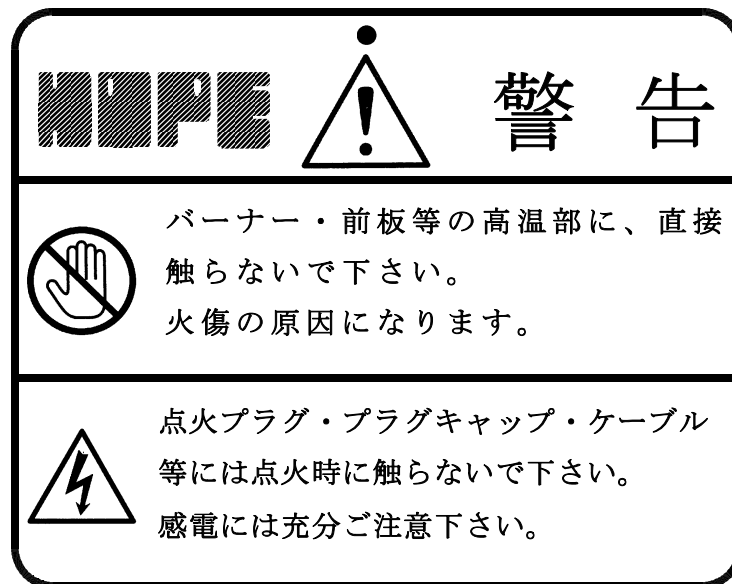 HOPE 警告
バーナー・前板等の高温部に、直接
触らないで下さい。
火傷の原因になります。
点火プラグ・プラグキャップ・ケーブル
等には点火時に触らないで下さい。
感電には充分ご注意下さい。